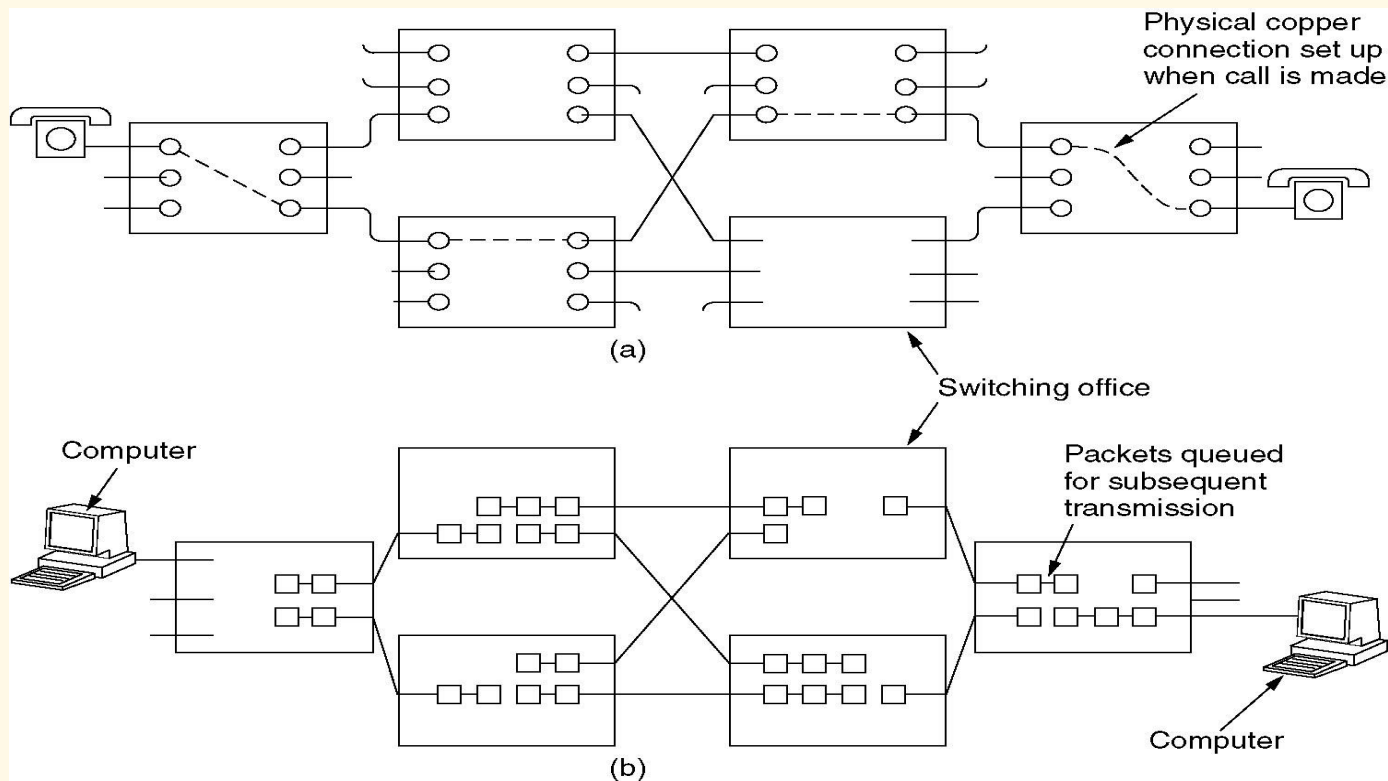 Physical copper
connection set up
when call is made
(a)
Switching office
Computer
Packets queued
for subsequent
transmission
Computer
(b)